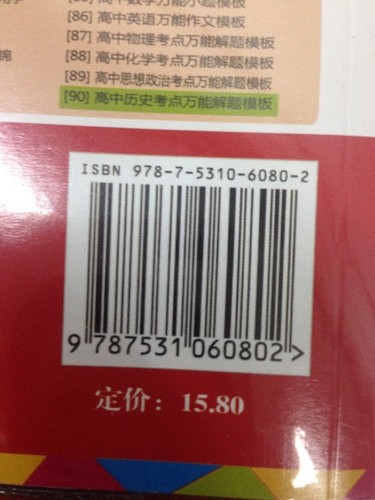 高中数学万能小题模板
[86] 高中英语万能作文模板
[87] 高中物理考点万能解题模板
[88] 高中化学考点万能解题模板
锦
[89] 高中思想政治考点万能解题模板
[90] 高中历史考点万能解题模板
ISBN 978-7-5310-6080-2
9 787531 060802 >
定价: 15.80